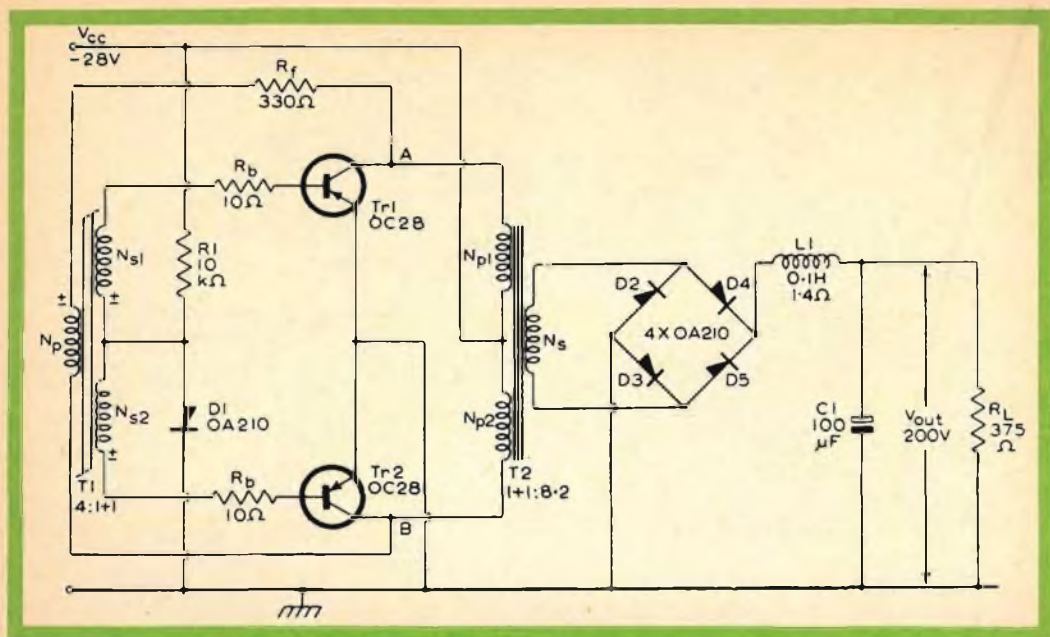 Vcc
-28V
Rf
330Ω
A
Rb
10Ω
Tr1
OC28
R1
10
kΩ
Ns1
±
±
Np
Ns2
±
D1
OA210
T1
4:1+1
Rb
10Ω
Tr2
OC28
B
Np1
Np2
T2
1+1:8·2
Ns
D2
D4
4 X OA210
D3
D5
L1
0·1H
1·4Ω
C1
100
μF
Vout
200V
RL
375
Ω